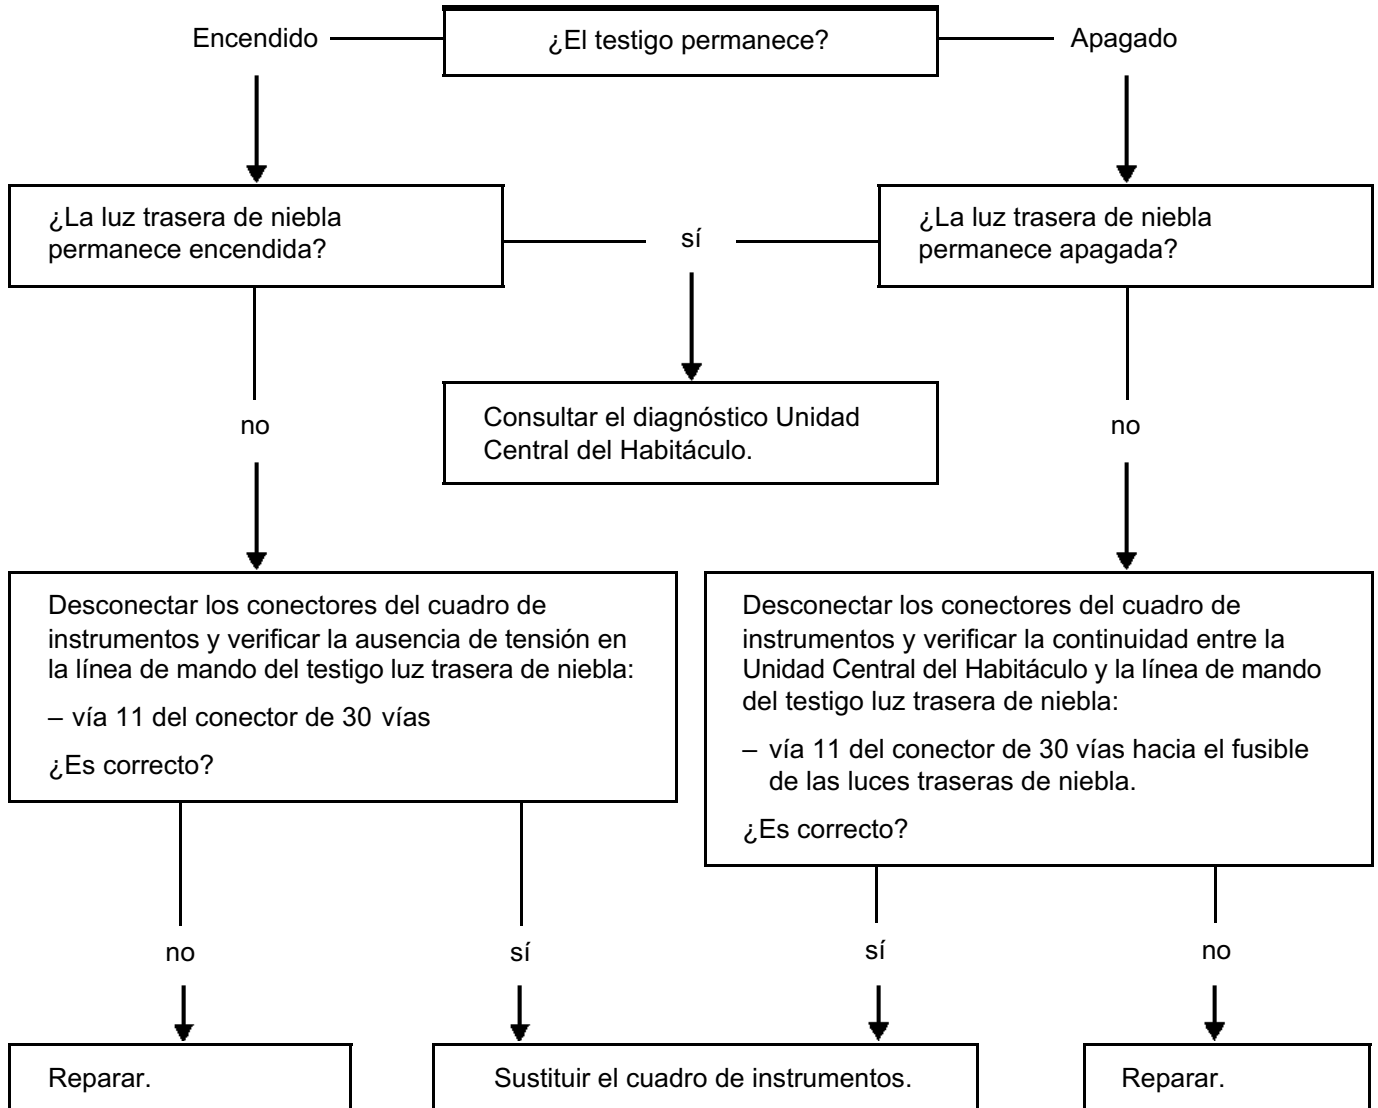 Encendido
¿El testigo permanece?
Apagado
¿La luz trasera de niebla
permanece encendida?
sí
¿La luz trasera de niebla
permanece apagada?
no
Consultar el diagnóstico Unidad
Central del Habitáculo.
no
Desconectar los conectores del cuadro de
instrumentos y verificar la ausencia de tensión en
la línea de mando del testigo luz trasera de niebla:
– vía 11 del conector de 30 vías
¿Es correcto?
Desconectar los conectores del cuadro de
instrumentos y verificar la continuidad entre la
Unidad Central del Habitáculo y la línea de mando
del testigo luz trasera de niebla:
– vía 11 del conector de 30 vías hacia el fusible
de las luces traseras de niebla.
¿Es correcto?
no
sí
sí
no
Reparar.
Sustituir el cuadro de instrumentos.
Reparar.